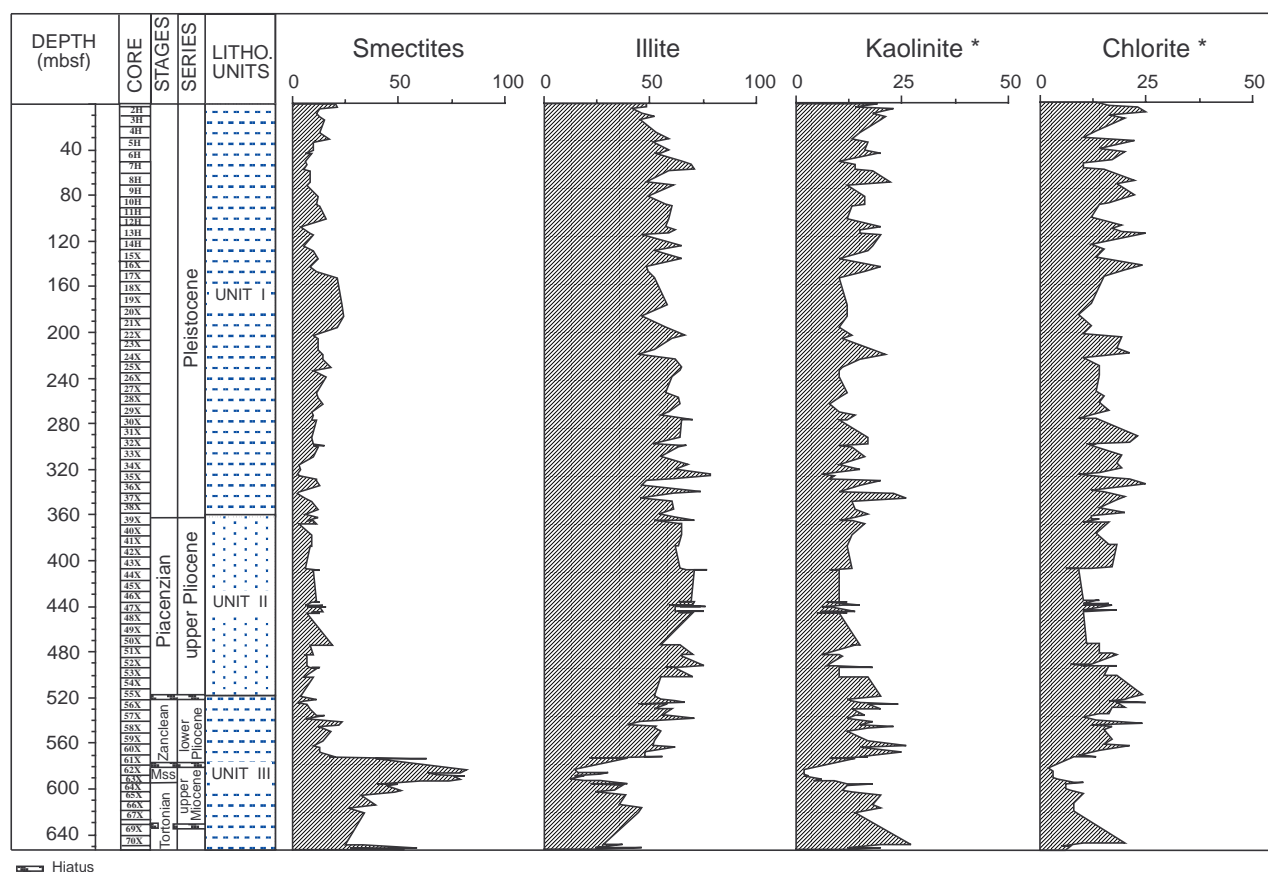 DEPTH
(mbsf)
CORE
STAGES
SERIES
LITHO.
UNITS
Smectites
Illite
Kaolinite *
Chlorite *
0 50 100
0 50 100
0 25 50
0 25 50
40
80
120
160
200
240
280
320
360
400
440
480
520
560
600
640
2H
3H
4H
5H
6H
7H
8H
9H
10H
11H
12H
13H
14H
15X
16X
17X
18X
19X
20X
21X
22X
23X
24X
25X
26X
27X
28X
29X
30X
31X
32X
33X
34X
35X
36X
37X
38X
39X
40X
41X
42X
43X
44X
45X
46X
47X
48X
49X
50X
51X
52X
53X
54X
55X
56X
57X
58X
59X
60X
61X
62X
63X
64X
65X
66X
67X
69X
70X
Piacenzian
Zanclean
Mss
Tortonian
Pleistocene
upper Pliocene
lower
Pliocene
upper
Miocene
UNIT I
UNIT II
UNIT III
Hiatus